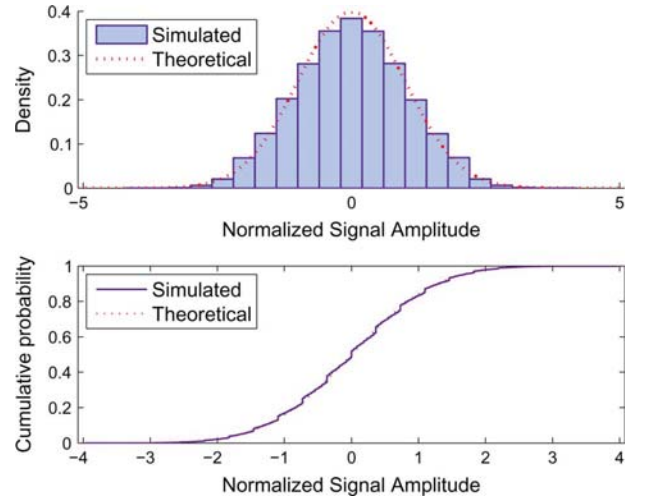 0.4
0.3
0.2
0.1
0
Density
Simulated
Theoretical
−5 0 5
Normalized Signal Amplitude
1
0.8
0.6
0.4
0.2
0
Cumulative probability
Simulated
Theoretical
−4 −3 −2 −1 0 1 2 3 4
Normalized Signal Amplitude